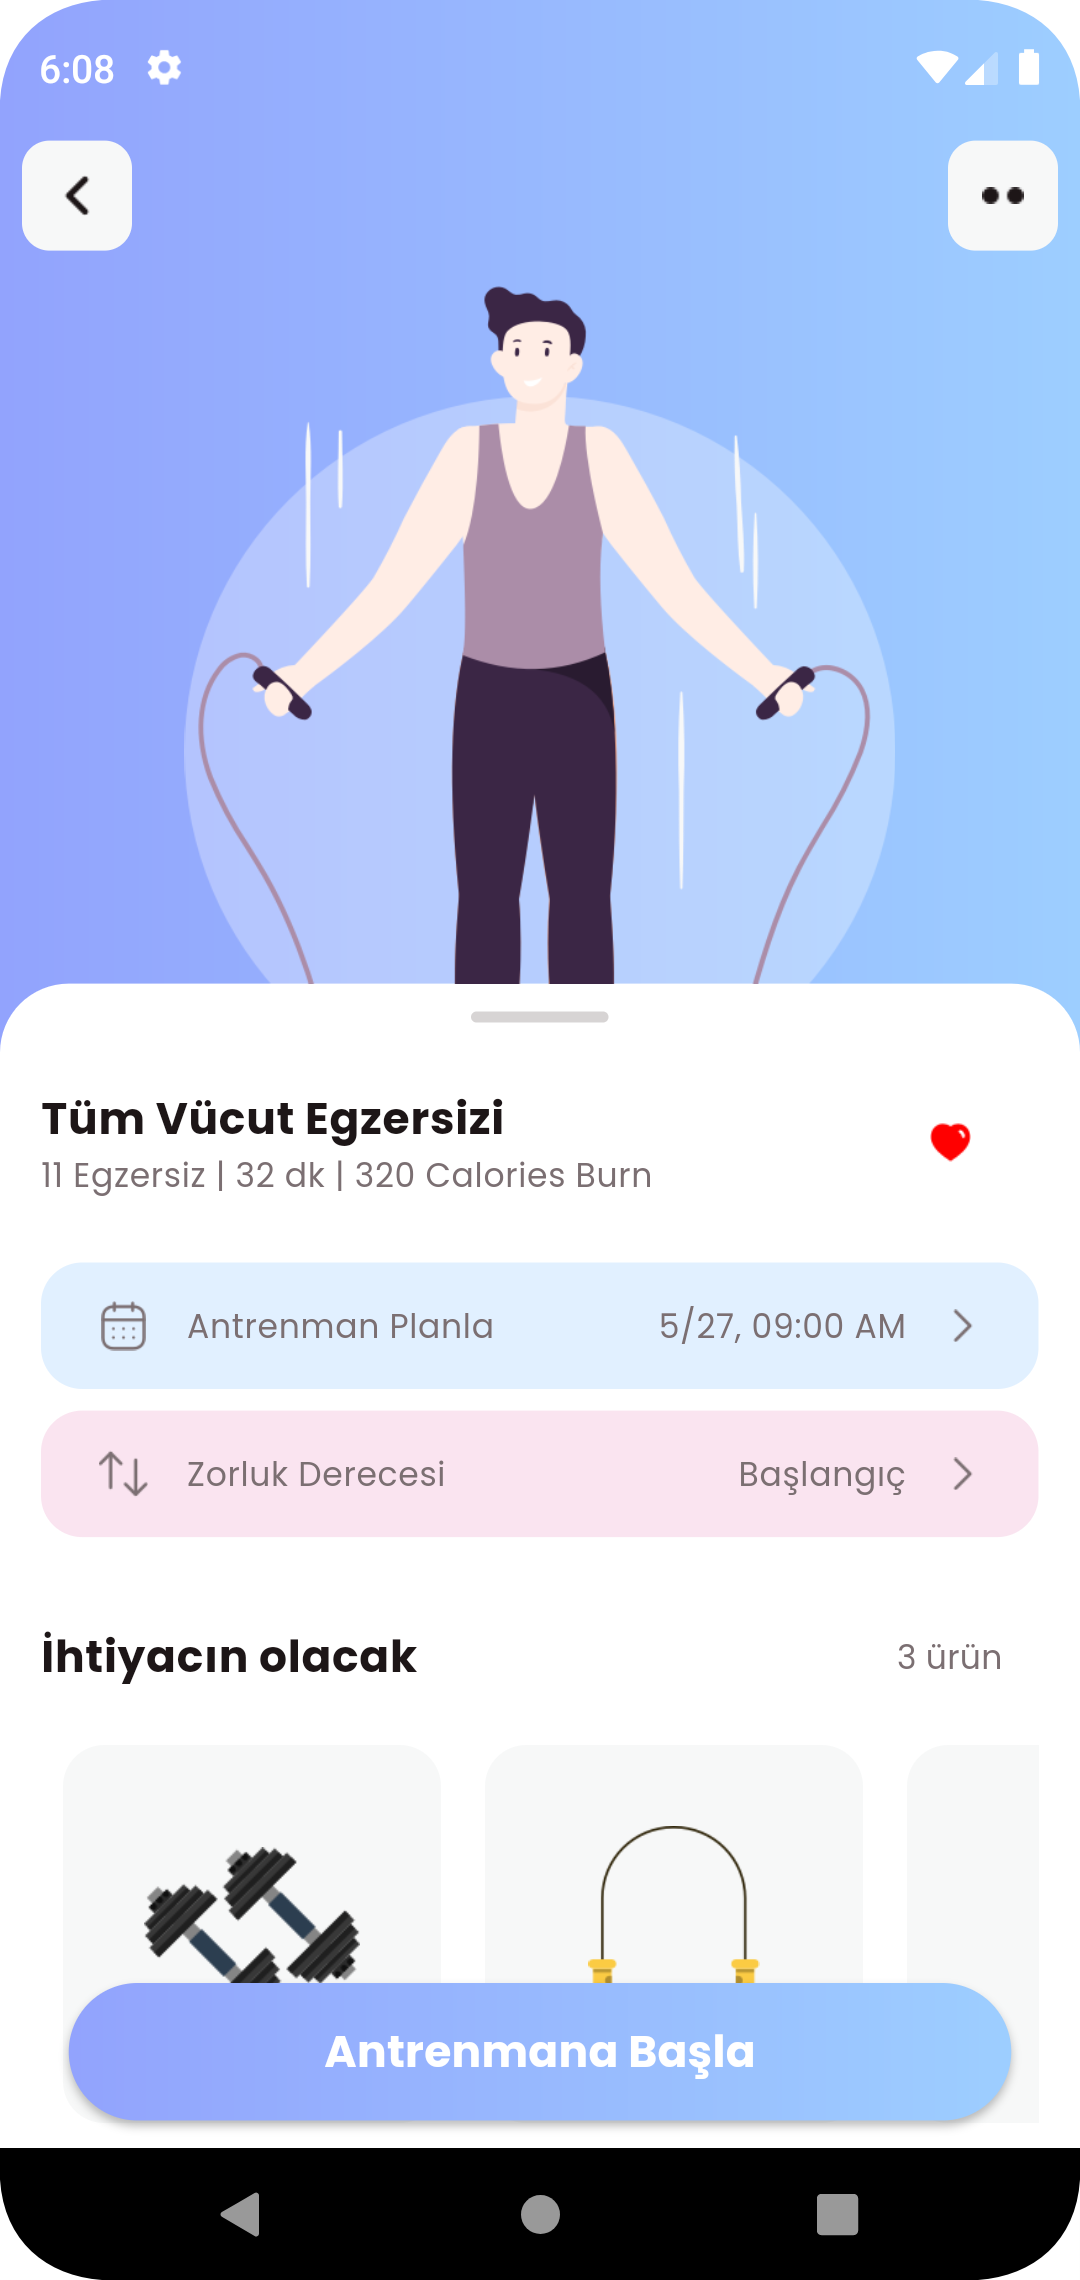 6:08
Tüm Vücut Egzersizi
11 Egzersiz | 32 dk | 320 Calories Burn
Antrenman Planla 5/27, 09:00 AM
Zorluk Derecesi Başlangıç
İhtiyacın olacak 3 ürün
Antrenmana Başla